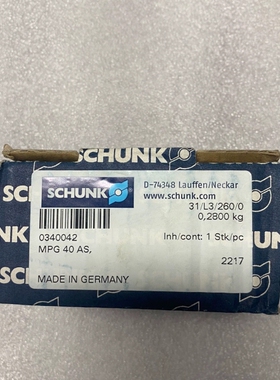 SCHUNK
D-74348 Lauffen/Neckar
SCHUNK
www.schunk.com
31/L3/260/0
0,2800 kg
0340042
Inh/cont: 1 Stk/pc
MPG 40 AS,
2217
MADE IN GERMANY